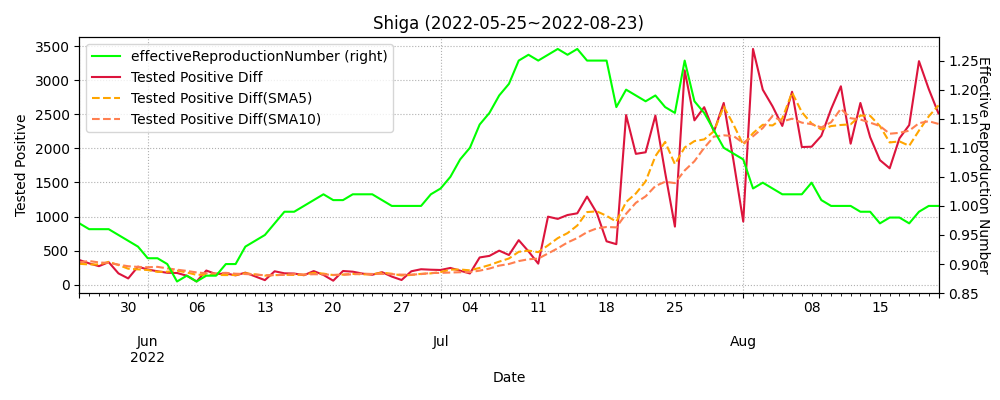 Shiga (2022-05-25~2022-08-23)
effectiveReproductionNumber (right)
Tested Positive Diff
Tested Positive Diff(SMA5)
Tested Positive Diff(SMA10)
Tested Positive
3500
3000
2500
2000
1500
1000
500
0
1.25
1.20
1.15
1.10
1.05
1.00
0.95
0.90
0.85
Effective Reproduction Number
30 06 13 20 27 04 11 18 25 08 15
Jun Jul Aug
2022
Date